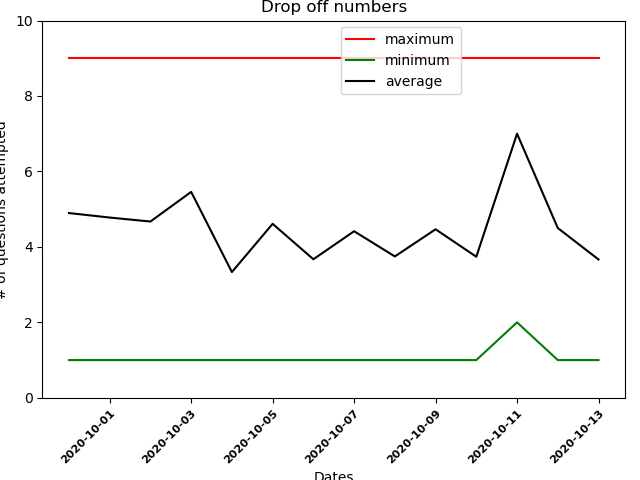 Drop off numbers
maximum
minimum
average
# of questions attempted
10
8
6
4
2
0
2020-10-01
2020-10-03
2020-10-05
2020-10-07
2020-10-09
2020-10-11
2020-10-13
Dates